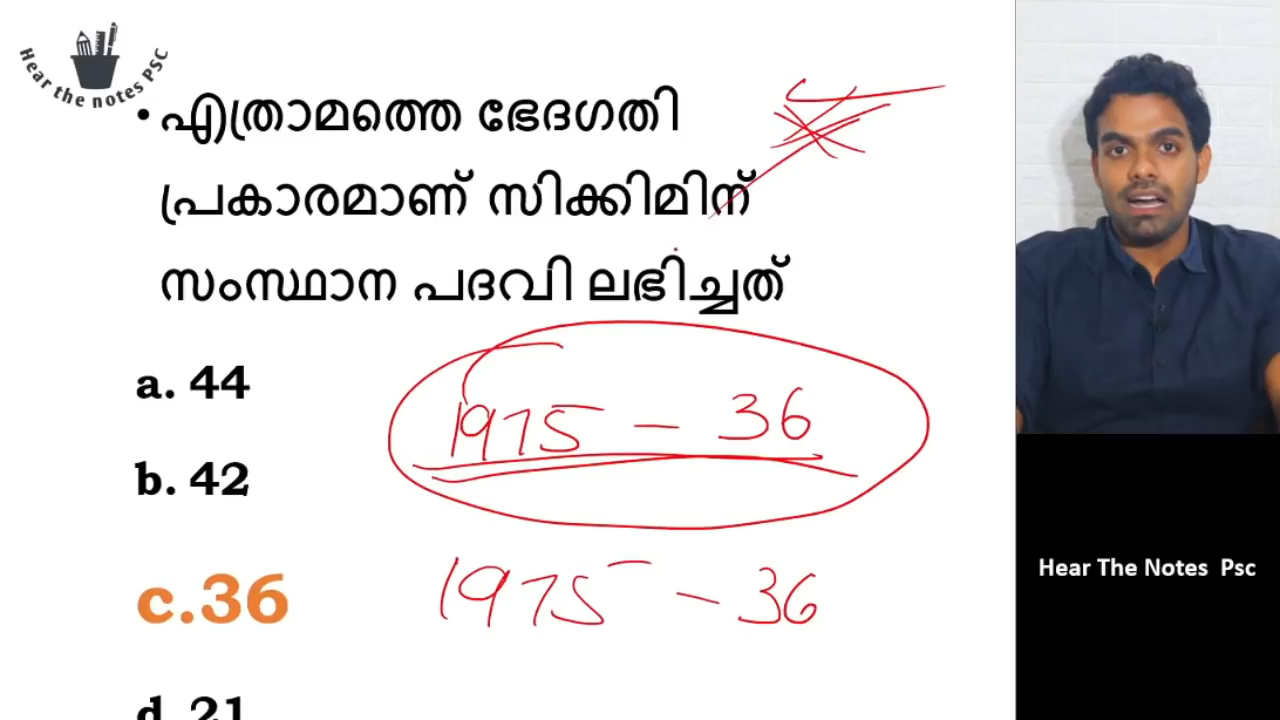 Hear the notes PSC
• എത്രാമത്തെ ഭേദഗതി
പ്രകാരമാണ് സിക്കിമിന്
സംസ്ഥാന പദവി ലഭിച്ചത്
a. 44
1975 - 36
b. 42
c.36
1975 - 36
d. 21
Hear The Notes Psc